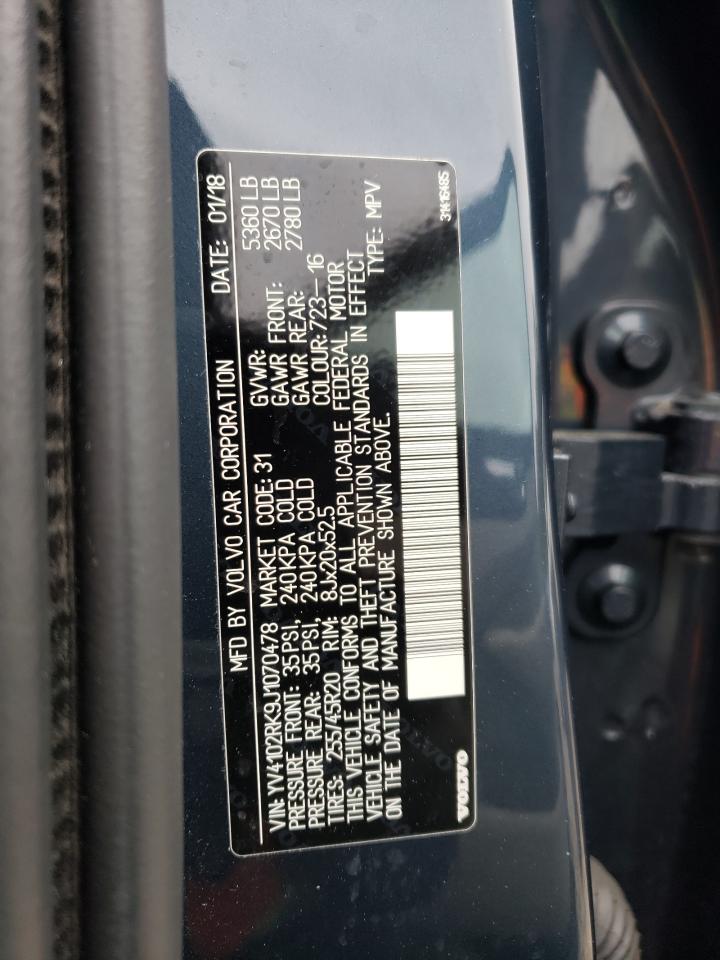 MFD BY VOLVO CAR CORPORATION DATE: 01/18
VIN: YV4102RK9J1070478 MARKET CODE: 31 GVWR: 5360 LB
PRESSURE FRONT: 35PSI, 240KPA COLD GAWR FRONT: 2670 LB
PRESSURE REAR: 35PSI, 240KPA COLD GAWR REAR: 2780 LB
TIRES: 255/45R20 RIM: 8Jx20x52.5 COLOUR: 723–16
THIS VEHICLE CONFORMS TO ALL APPLICABLE FEDERAL MOTOR
VEHICLE SAFETY AND THEFT PREVENTION STANDARDS IN EFFECT
ON THE DATE OF MANUFACTURE SHOWN ABOVE. TYPE: MPV
VOLVO 31416485